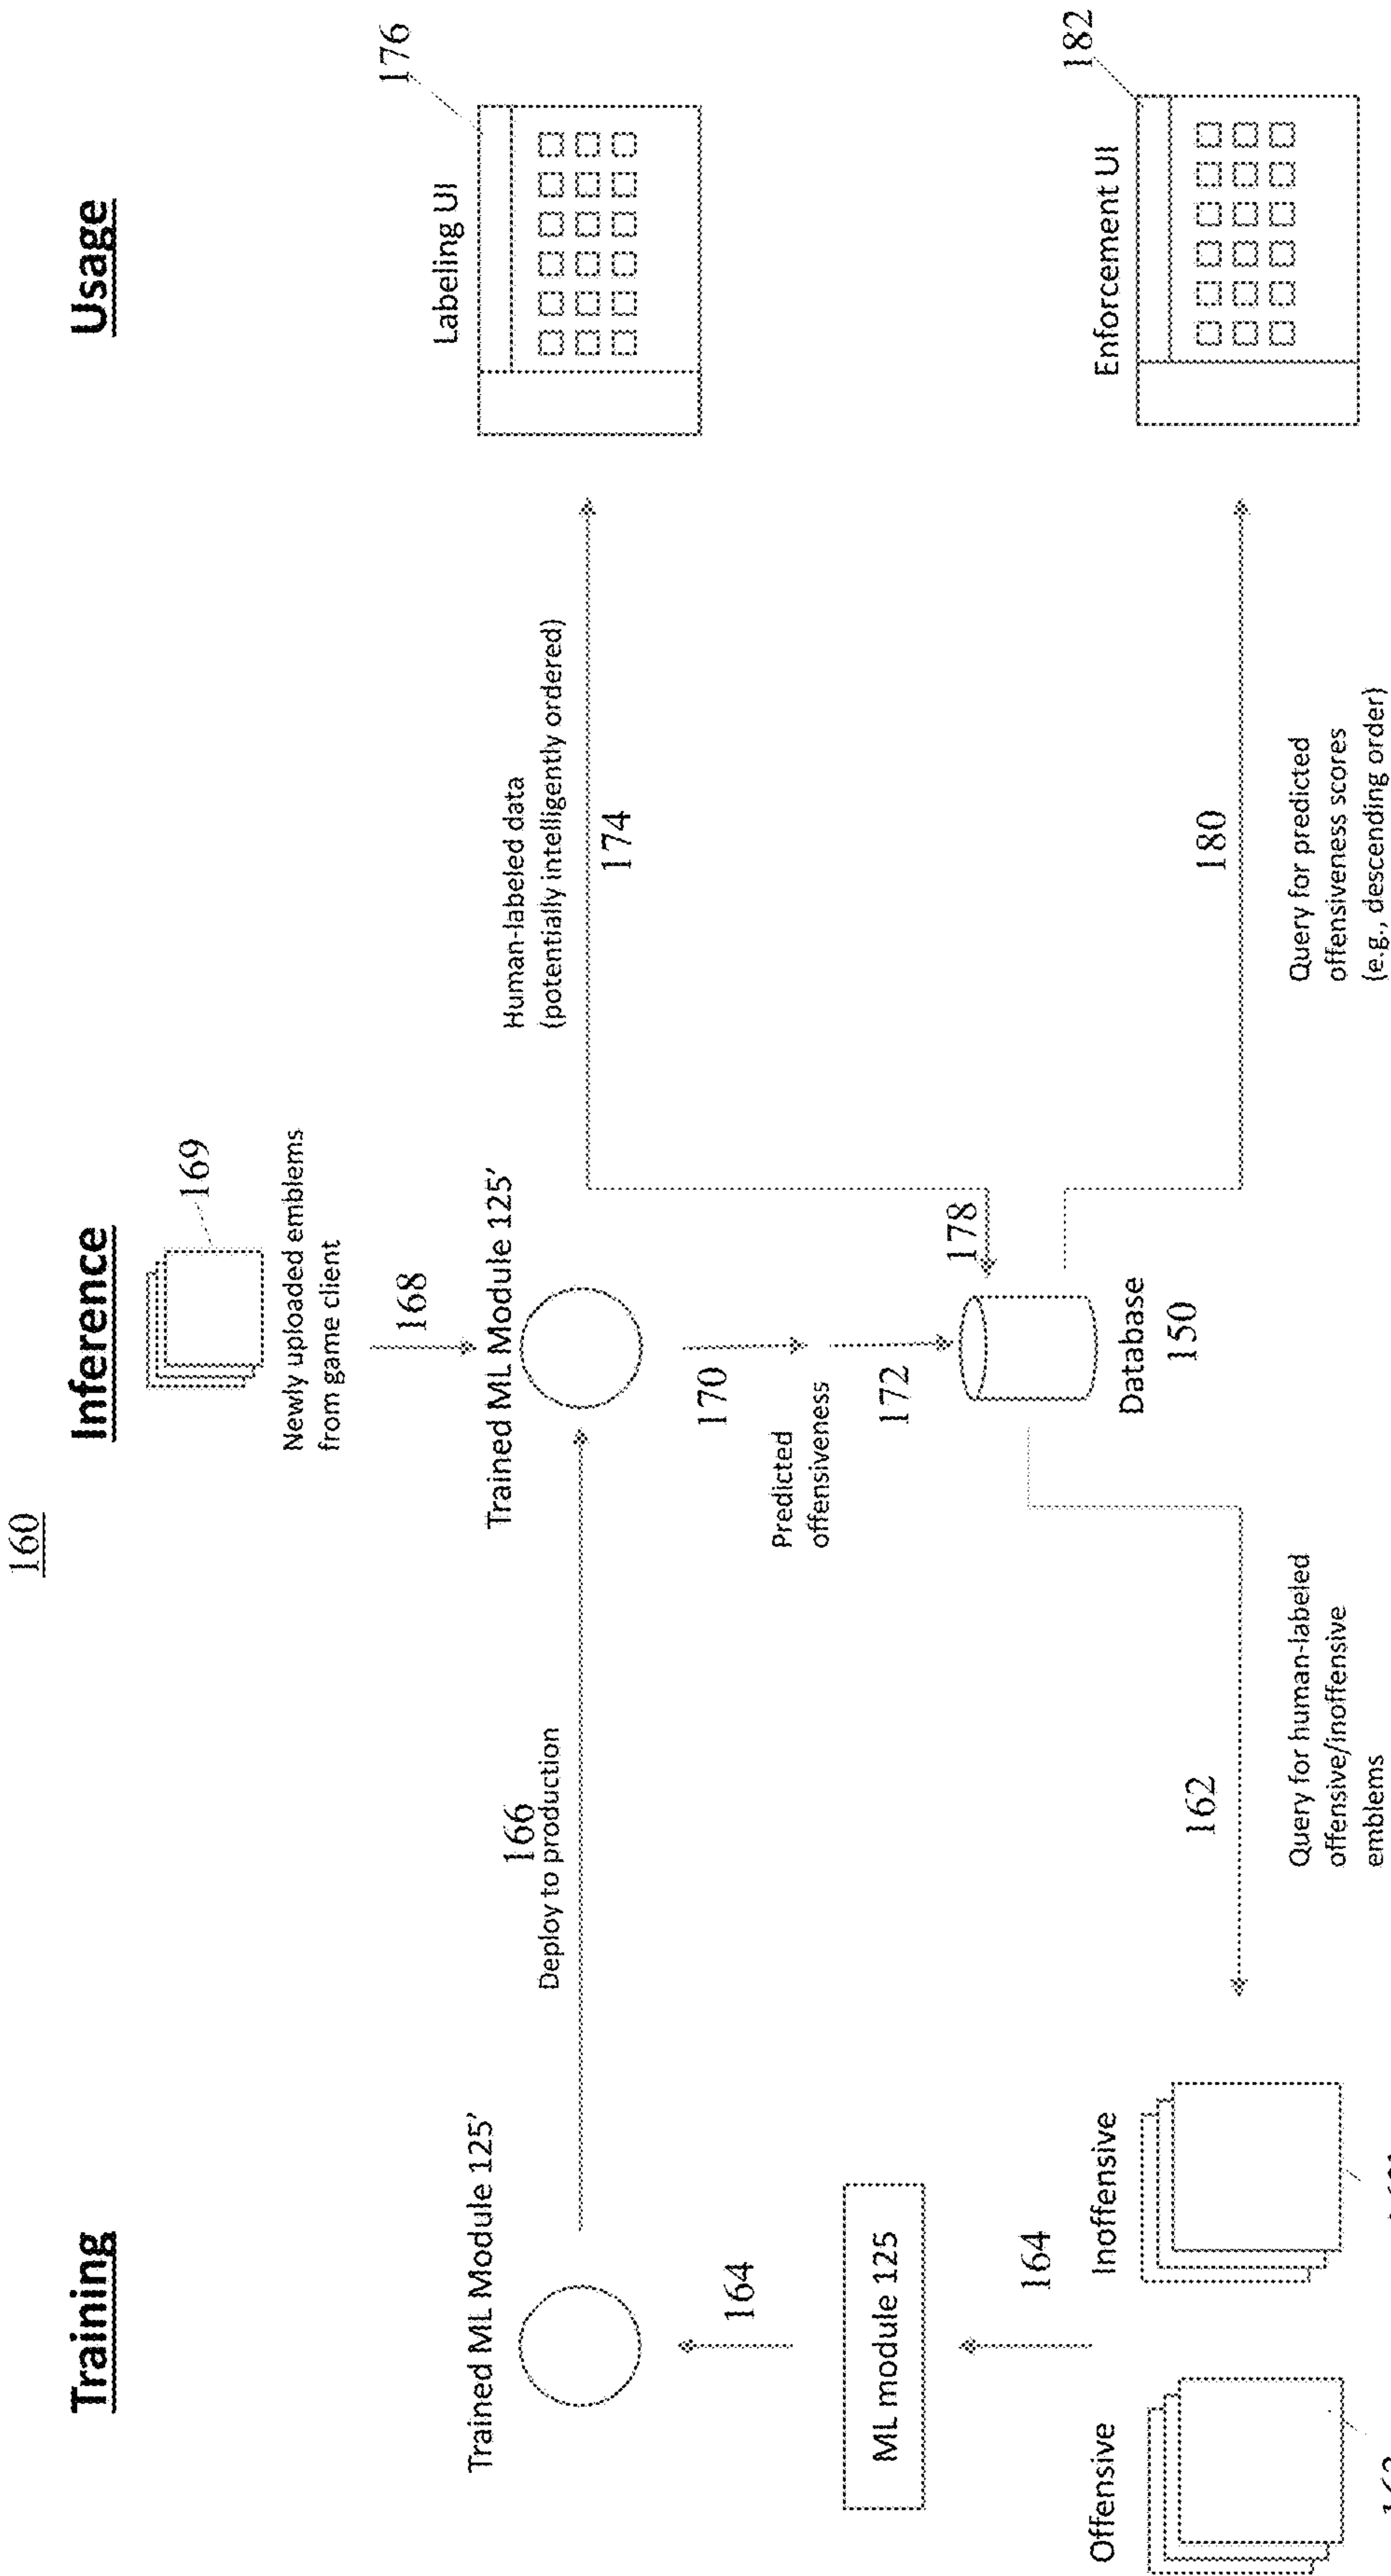 160
Training
Inference
Usage
169
Newly uploaded emblems
from game client
168
176
Labeling UI
Trained ML Module 125'
166
Deploy to production
Trained ML Module 125'
Human-labeled data
(potentially intelligently ordered)
174
164
170
Predicted
offensiveness
172
ML module 125
178
Database
150
182
Enforcement UI
164
Offensive
Inoffensive
162
Query for human-labeled
offensive/inoffensive
emblems
180
Query for predicted
offensiveness scores
(e.g., descending order)